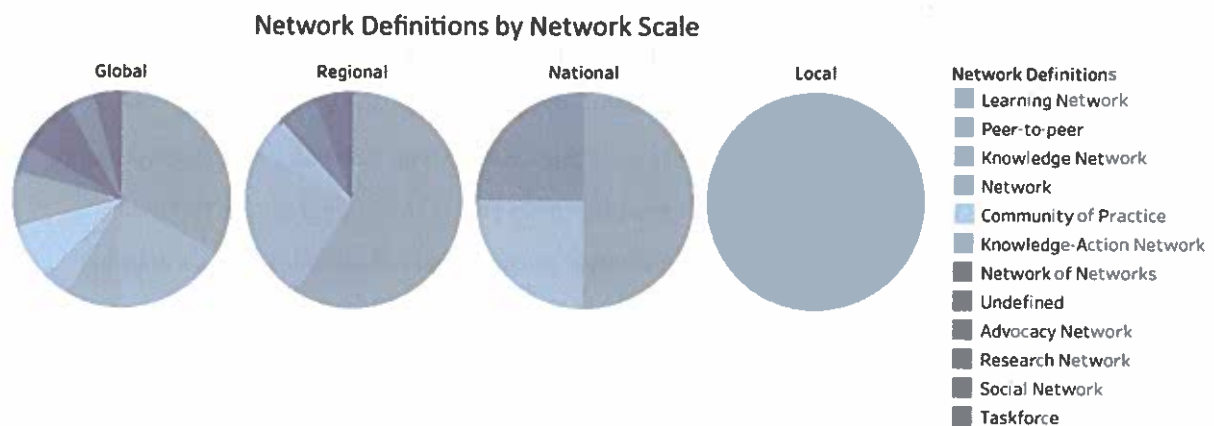 Network Definitions by Network Scale
Global
Regional
National
Local
Network Definitions
Learning Network
Peer-to-peer
Knowledge Network
Network
Community of Practice
Knowledge-Action Network
Network of Networks
Undefined
Advocacy Network
Research Network
Social Network
Taskforce